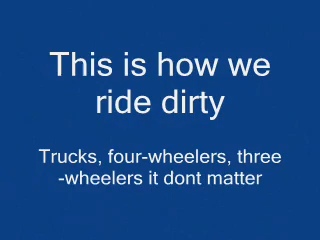 This is how we
ride dirty
Trucks, four-wheelers, three
-wheelers it dont matter